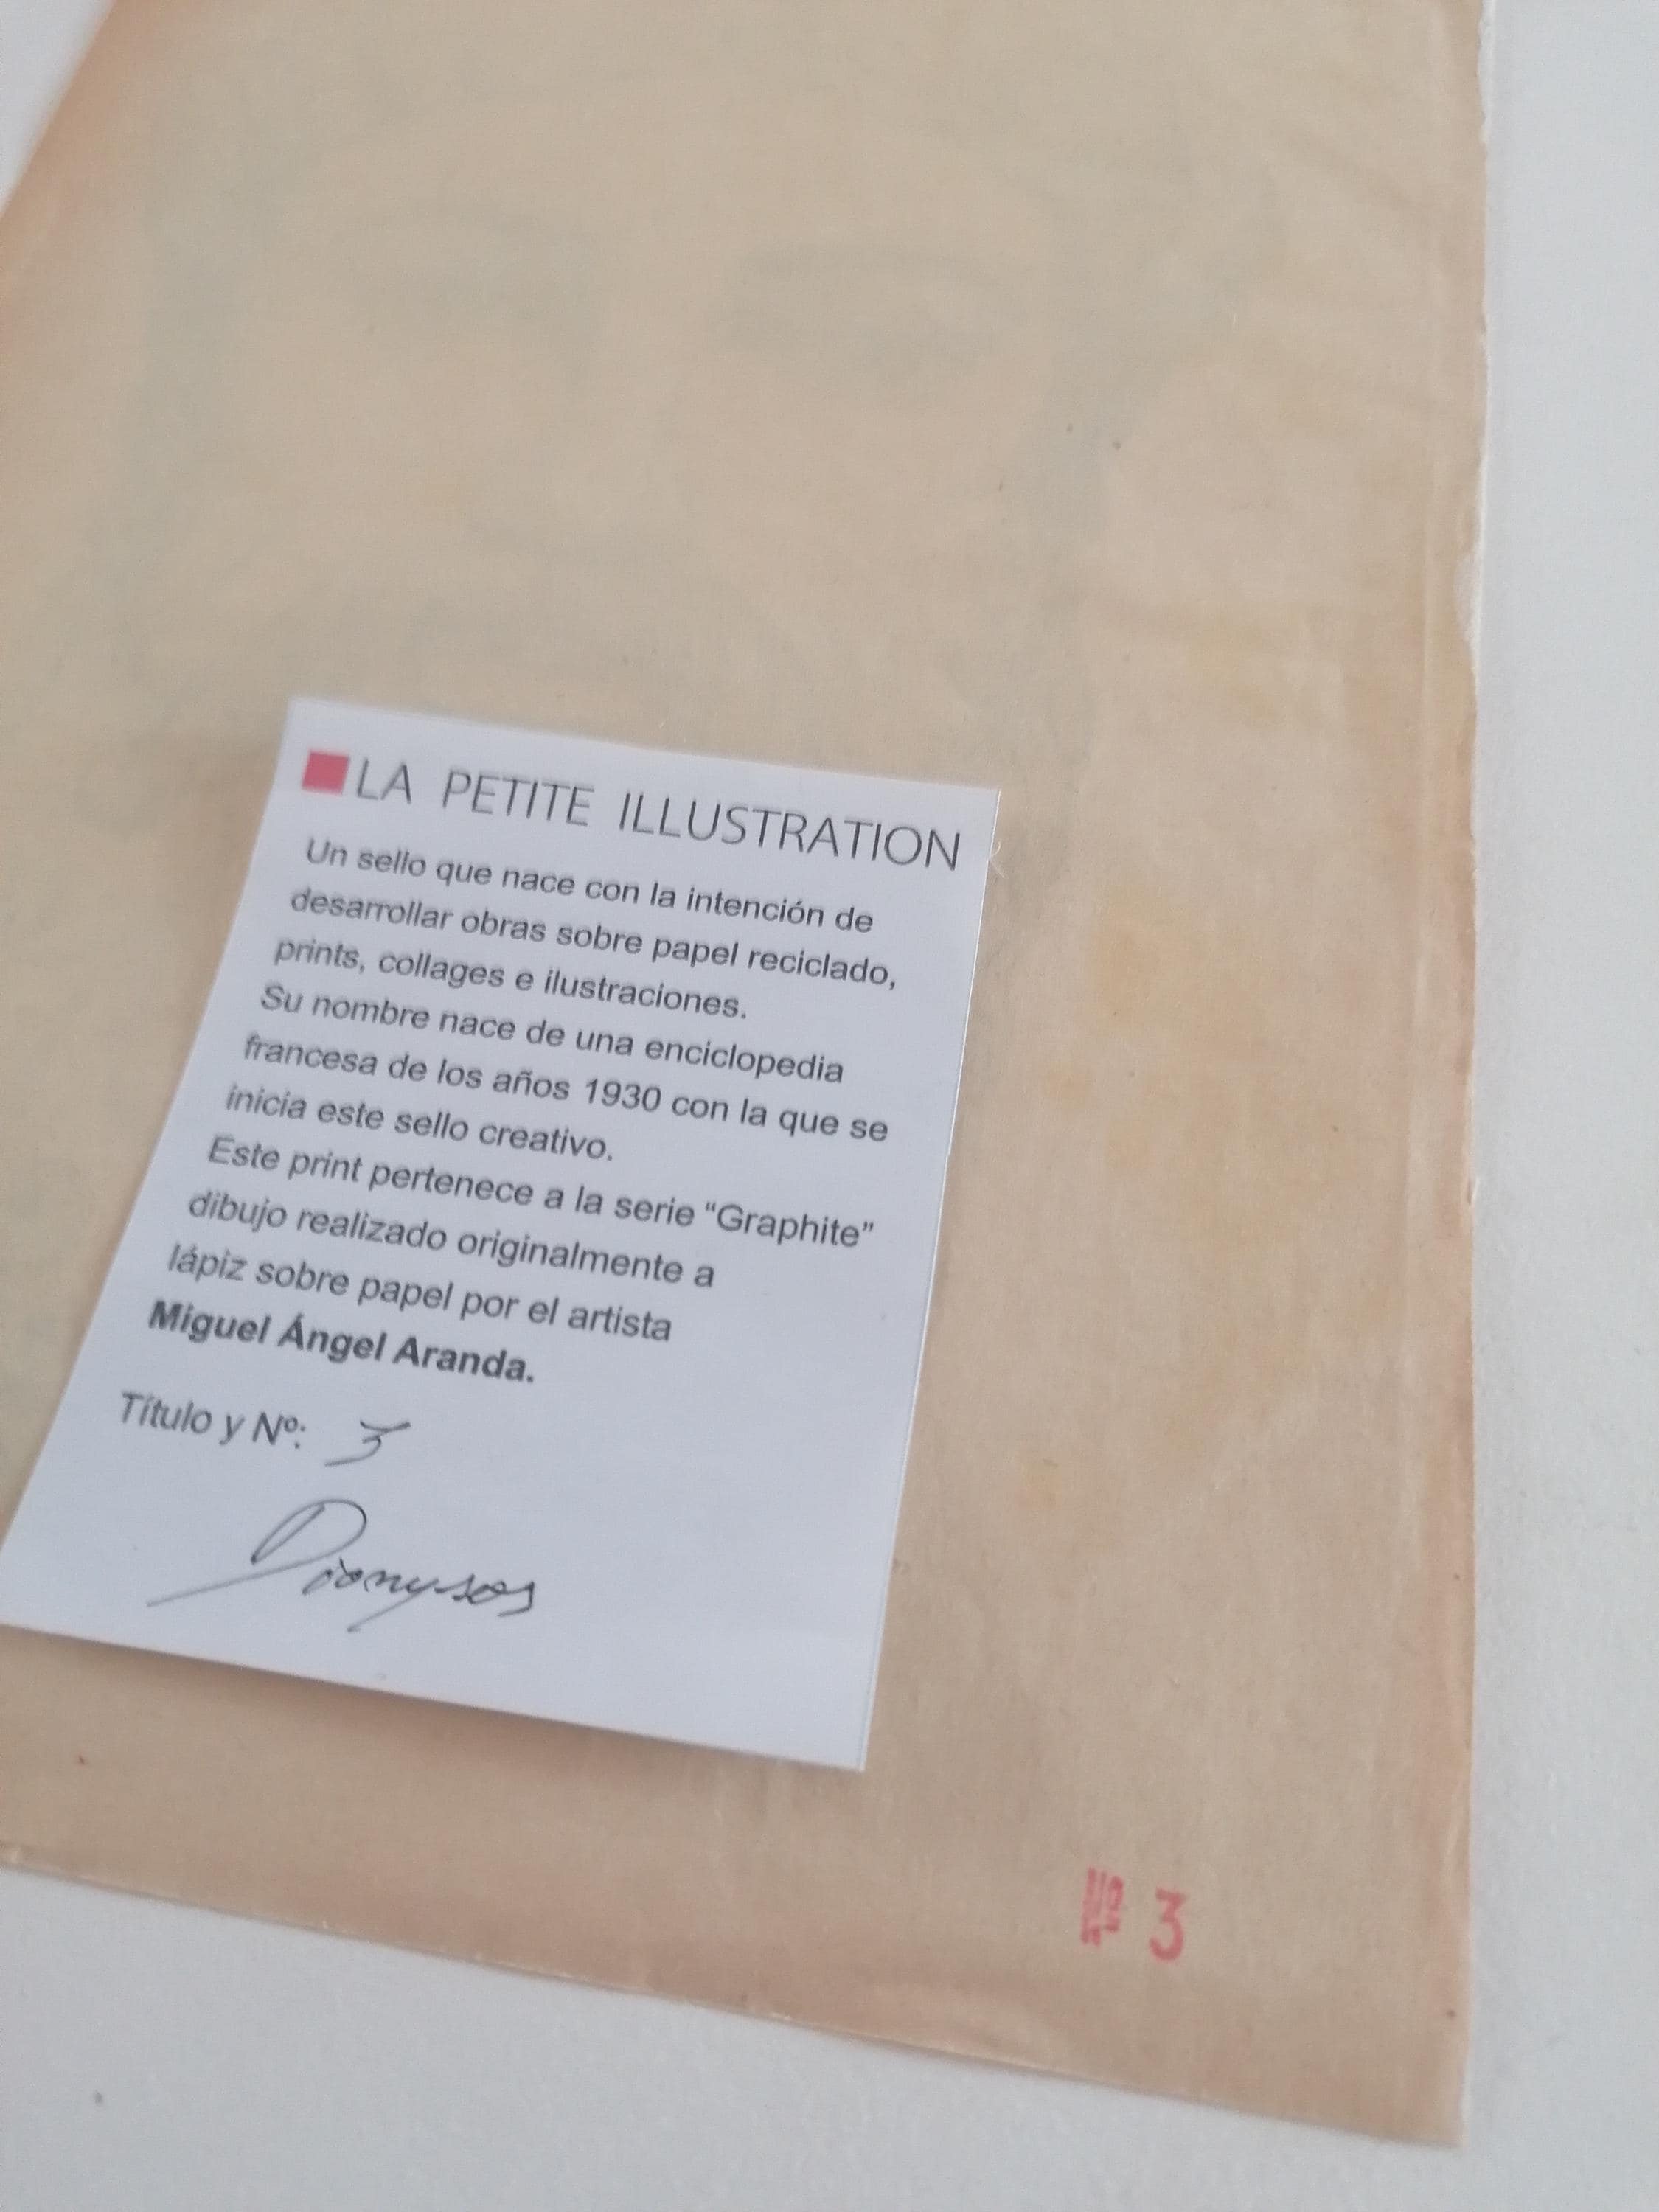 LA PETITE ILLUSTRATION
Un sello que nace con la intención de
desarrollar obras sobre papel reciclado,
prints, collages e ilustraciones.
Su nombre nace de una enciclopedia
francesa de los años 1930 con la que se
inicia este sello creativo.
Este print pertenece a la serie “Graphite”
dibujo realizado originalmente a
lápiz sobre papel por el artista
Miguel Ángel Aranda.
Título y Nº: 3
Dionysos
Nº 3